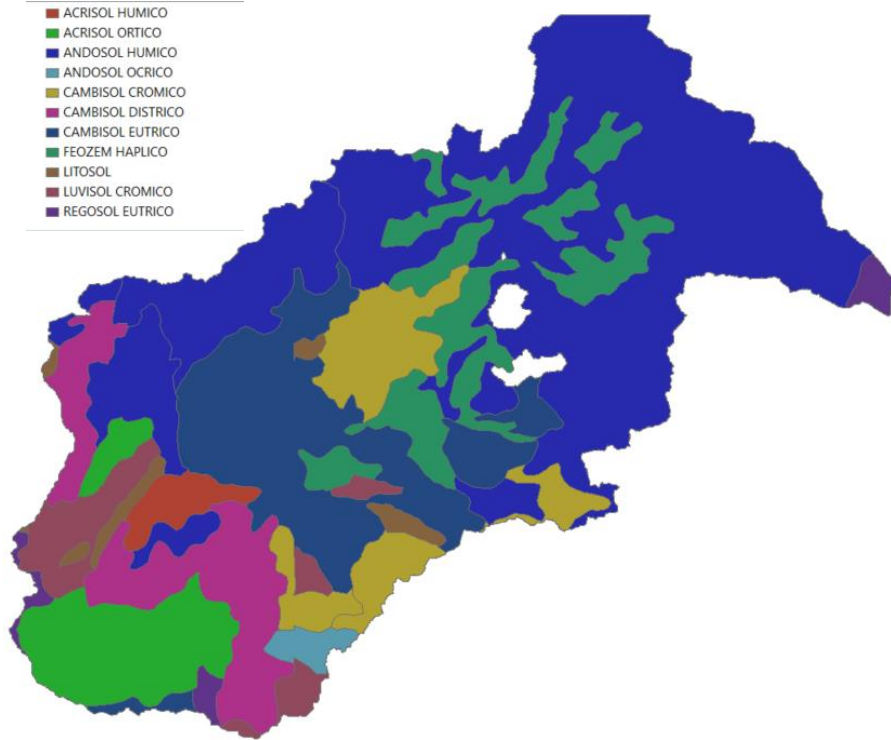 ACRISOL HUMICO
ACRISOL ORTICO
ANDOSOL HUMICO
ANDOSOL OCRICO
CAMBISOL CROMICO
CAMBISOL DISTRICO
CAMBISOL EUTRICO
FEOZEM HAPLICO
LITOSOL
LUVISOL CROMICO
REGOSOL EUTRICO